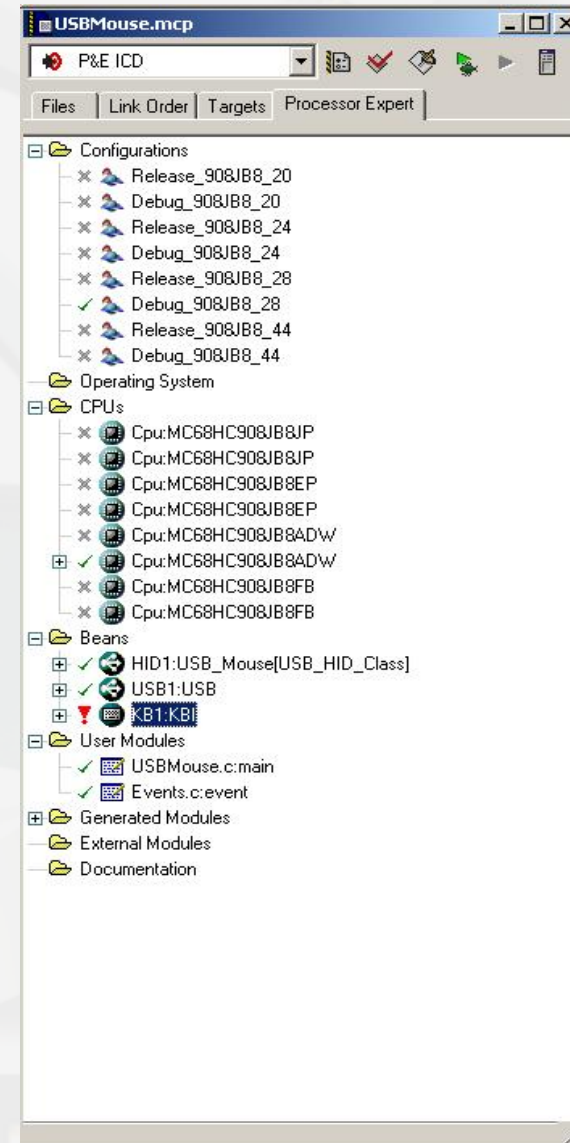 USBMouse.mcp
P&E ICD
Files Link Order Targets Processor Expert
Configurations
Release_908JB8_20
Debug_908JB8_20
Release_908JB8_24
Debug_908JB8_24
Release_908JB8_28
Debug_908JB8_28
Release_908JB8_44
Debug_908JB8_44
Operating System
CPUs
Cpu:MC68HC908JB8JP
Cpu:MC68HC908JB8JP
Cpu:MC68HC908JB8EP
Cpu:MC68HC908JB8EP
Cpu:MC68HC908JB8ADW
Cpu:MC68HC908JB8ADW
Cpu:MC68HC908JB8FB
Cpu:MC68HC908JB8FB
Beans
HID1:USB_Mouse[USB_HID_Class]
USB1:USB
KB1:KBI
User Modules
USBMouse.c:main
Events.c:event
Generated Modules
External Modules
Documentation